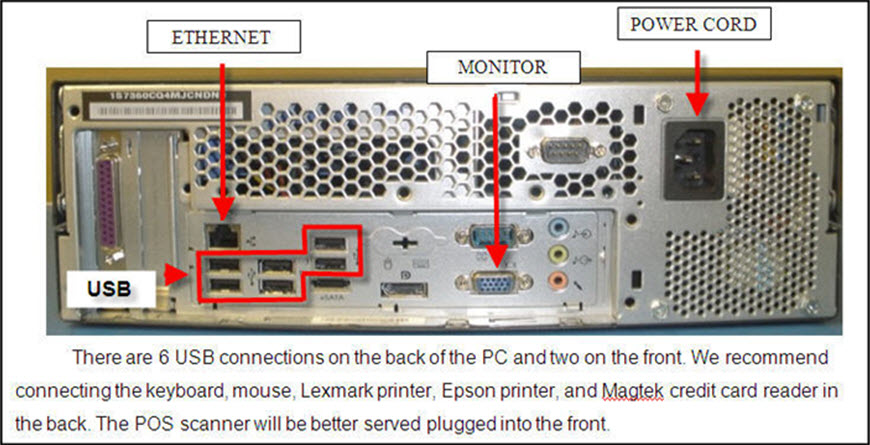 ETHERNET
POWER CORD
MONITOR
1S7360CG4MJCNDN
USB
eSATA
There are 6 USB connections on the back of the PC and two on the front. We recommend
connecting the keyboard, mouse, Lexmark printer, Epson printer, and Magtek credit card reader in
the back. The POS scanner will be better served plugged into the front.